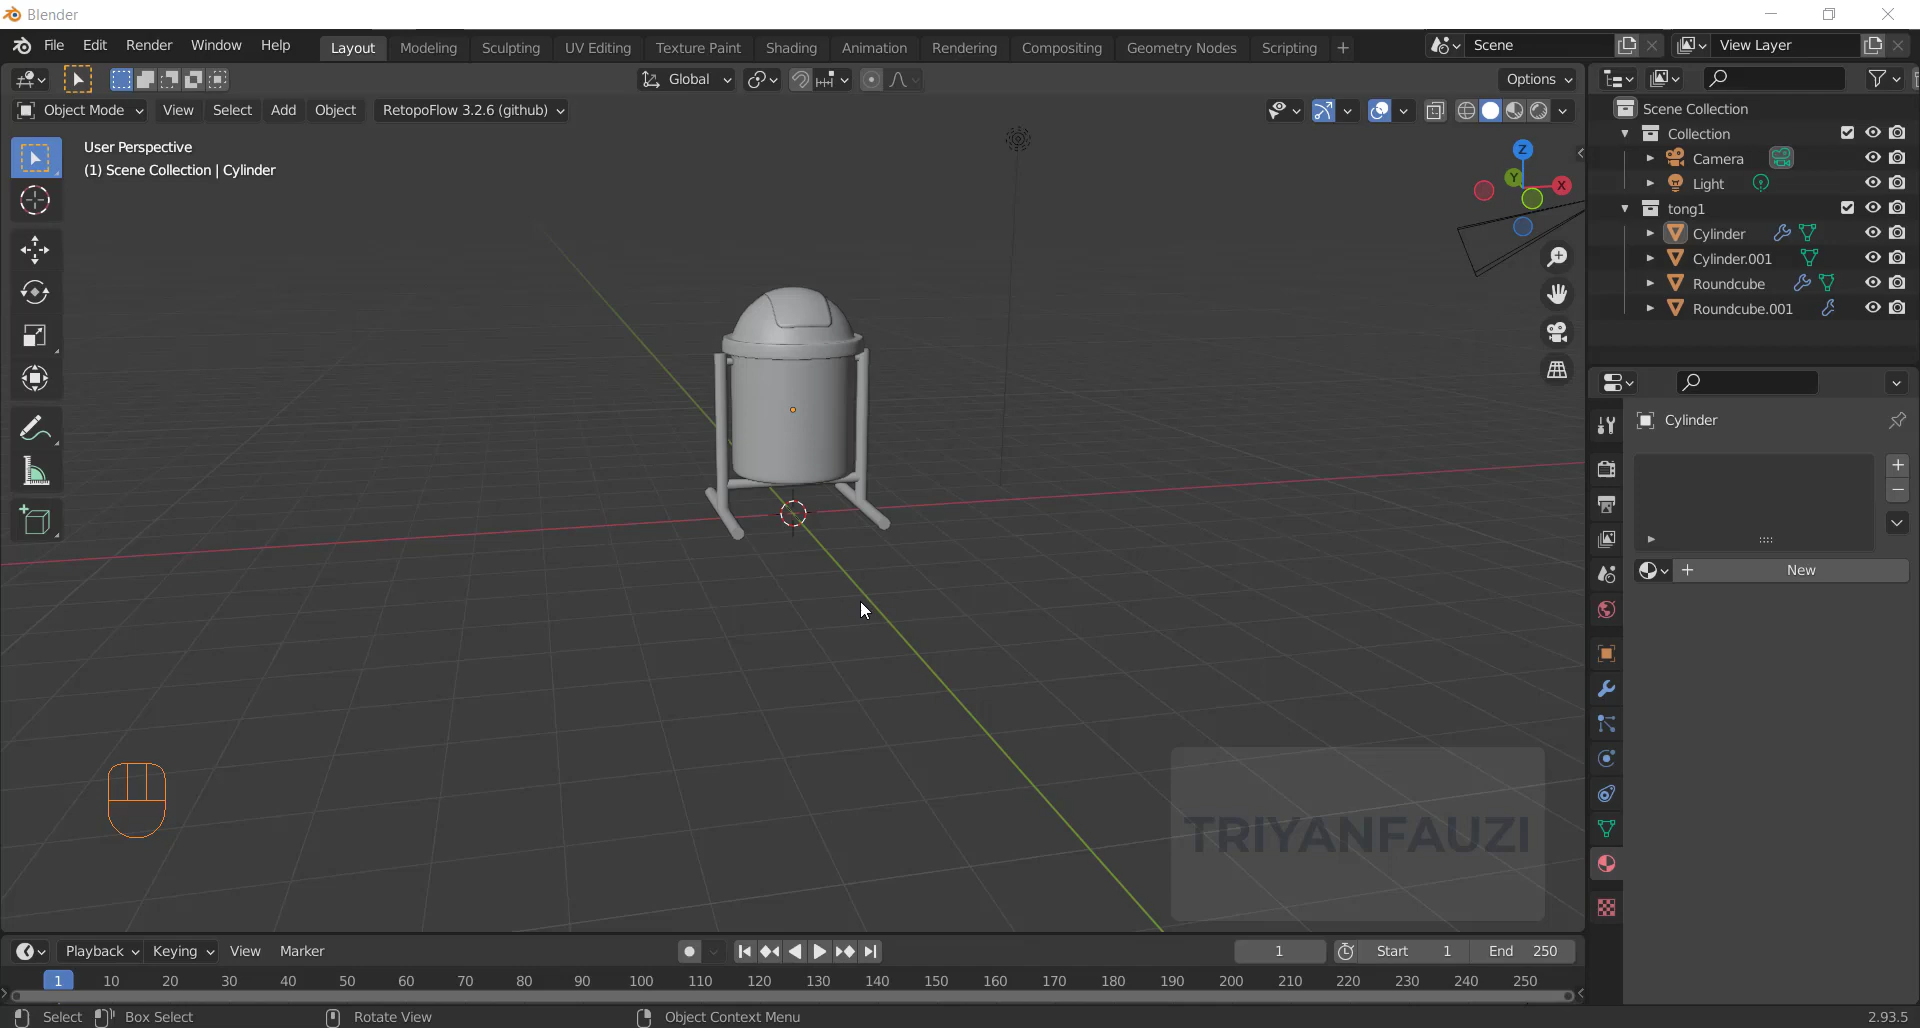 Blender
File Edit Render Window Help Layout Modeling Sculpting UV Editing Texture Paint Shading Animation Rendering Compositing Geometry Nodes Scripting + Scene View Layer
Global Options
Object Mode View Select Add Object RetopoFlow 3.2.6 (github)
User Perspective
(1) Scene Collection | Cylinder
Z
Y
X
Scene Collection
Collection
Camera
Light
tong1
Cylinder
Cylinder.001
Roundcube
Roundcube.001
Cylinder
New
TRIYANFAUZI
Playback Keying View Marker 1 Start 1 End 250
1 10 20 30 40 50 60 70 80 90 100 110 120 130 140 150 160 170 180 190 200 210 220 230 240 250
Select Box Select Rotate View Object Context Menu 2.93.5